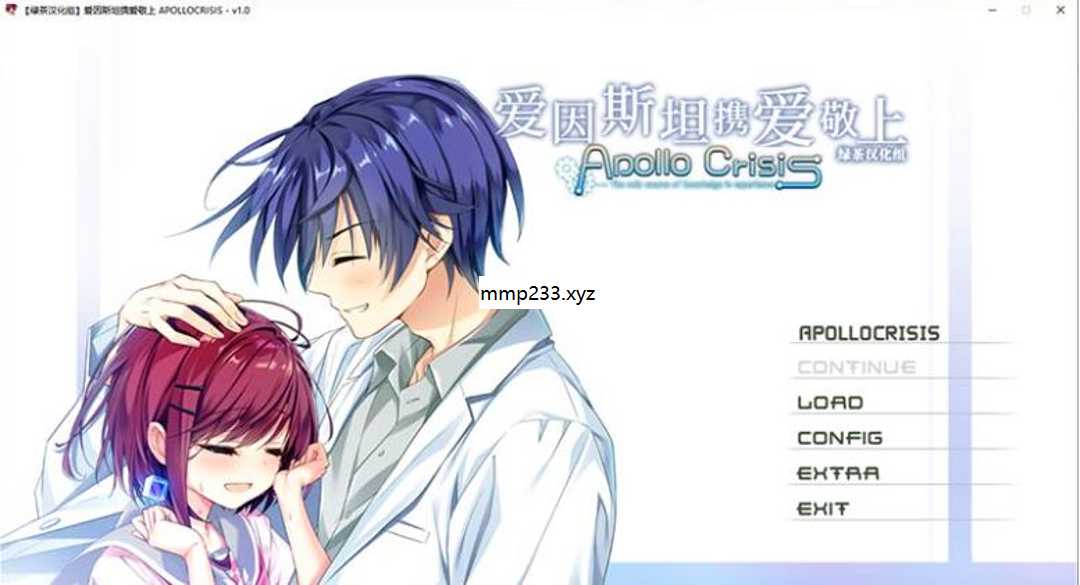 【绿茶汉化组】爱因斯坦携爱敬上 APOLLOCRISIS - v1.0
爱因斯坦携爱敬上
绿茶汉化组
Apollo Crisis
mmp233.xyz
APOLLOCRISIS
CONTINUE
LOAD
CONFIG
EXTRA
EXIT